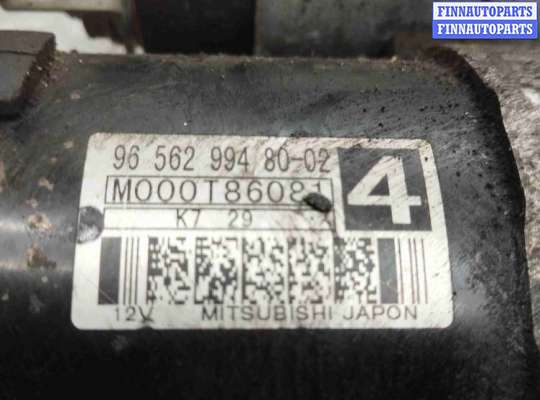 FINNAUTOPARTS
FINNAUTOPARTS
96 562 994 80-02
4
M000T86081
K7 29
12V MITSUBISHI JAPON